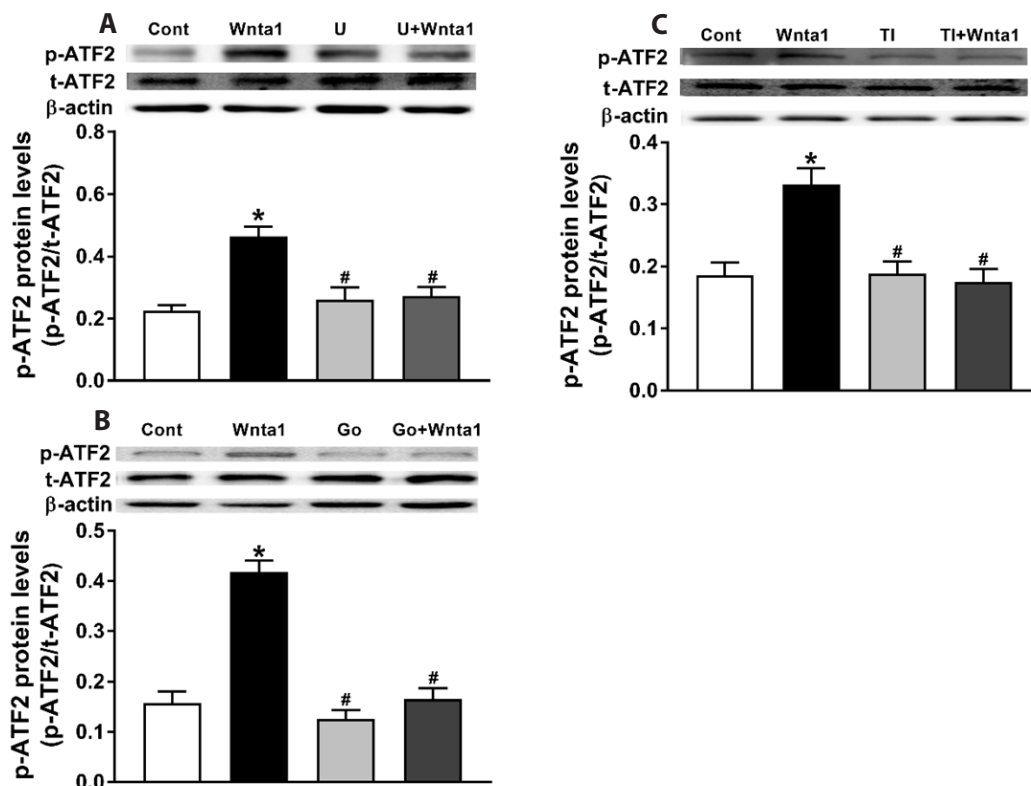 A
Cont Wnta1 U U+Wnta1
p-ATF2
t-ATF2
β-actin
p-ATF2 protein levels
(p-ATF2/t-ATF2)
0.8
0.6
0.4
0.2
0.0
*
#
#
B
Cont Wnta1 Go Go+Wnta1
p-ATF2
t-ATF2
β-actin
p-ATF2 protein levels
(p-ATF2/t-ATF2)
0.5
0.4
0.3
0.2
0.1
0.0
*
#
#
C
Cont Wnta1 TI TI+Wnta1
p-ATF2
t-ATF2
β-actin
p-ATF2 protein levels
(p-ATF2/t-ATF2)
0.4
0.3
0.2
0.1
0.0
*
#
#